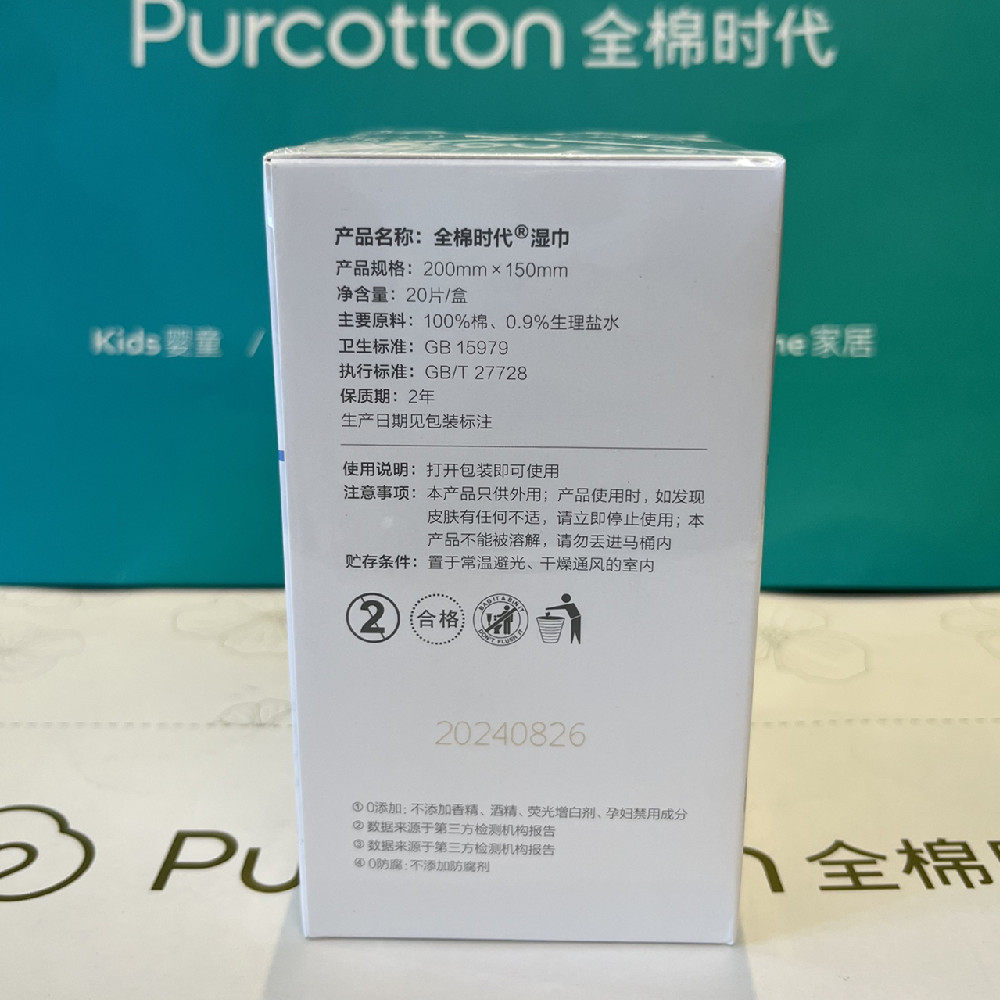 Purcotton 全棉时代
Kids 婴童 /
家居
产品名称：全棉时代®湿巾
产品规格：200mm×150mm
净含量：20片/盒
主要原料：100%棉、0.9%生理盐水
卫生标准：GB 15979
执行标准：GB/T 27728
保质期：2年
生产日期见包装标注
使用说明：打开包装即可使用
注意事项：本产品只供外用；产品使用时，如发现
皮肤有任何不适，请立即停止使用；本
产品不能被溶解，请勿丢进马桶内
贮存条件：置于常温避光、干燥通风的室内
2
合格
BAG IT & BIN IT
DON'T FLUSH IT
20240826
①0添加：不添加香精、酒精、荧光增白剂、孕妇禁用成分
②数据来源于第三方检测机构报告
③数据来源于第三方检测机构报告
④0防腐：不添加防腐剂
Pu
n 全棉